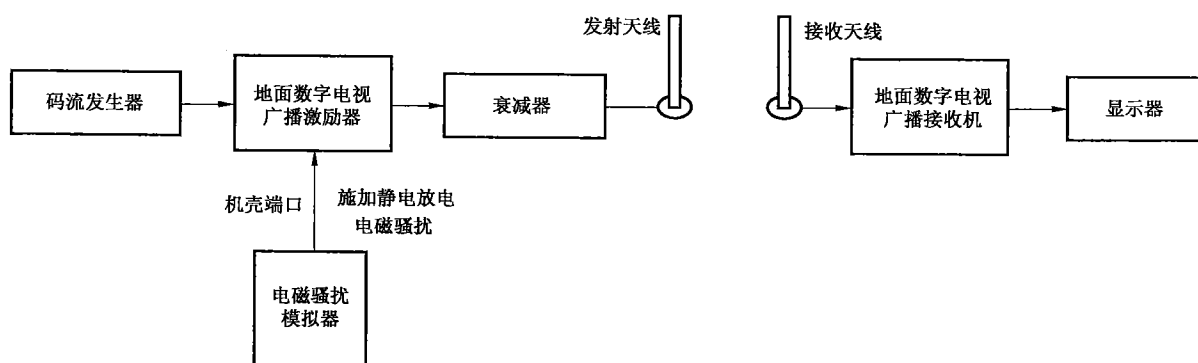 发射天线
接收天线
码流发生器
地面数字电视
广播激励器
衰减器
地面数字电视
广播接收机
显示器
机壳端口
施加静电放电
电磁骚扰
电磁骚扰
模拟器